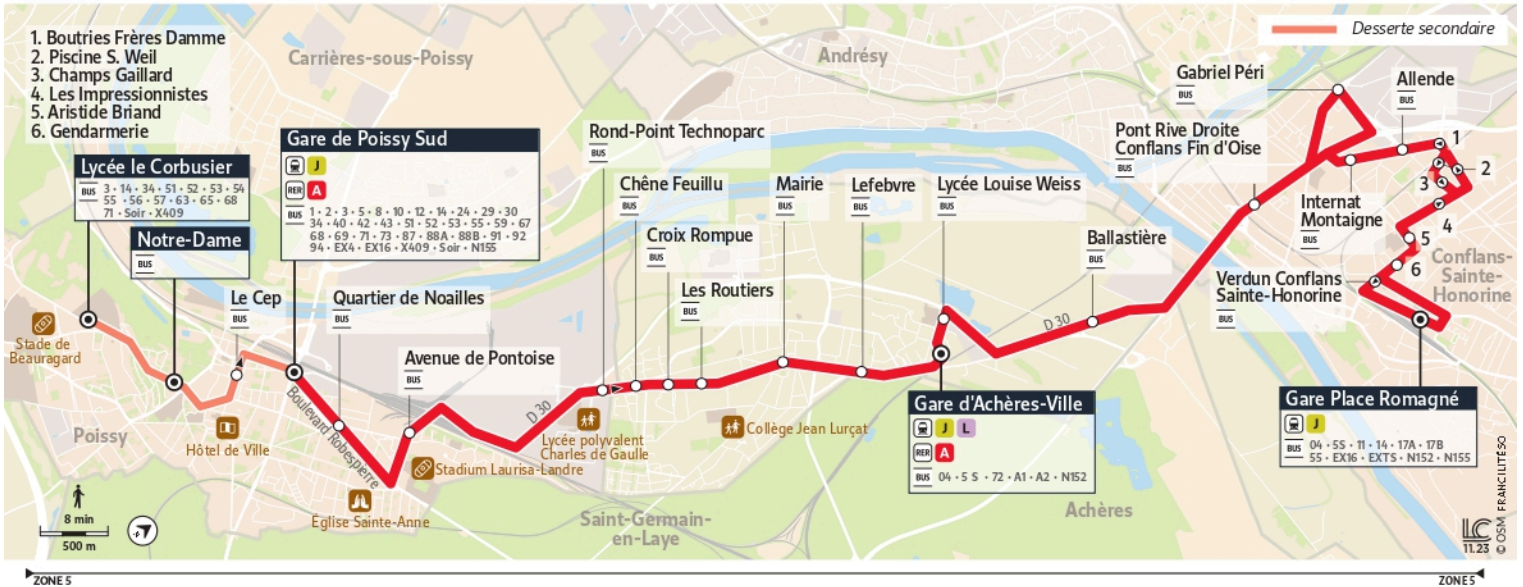 Desserte secondaire
1. Boutries Frères Damme
2. Piscine S. Weil
3. Champs Gaillard
4. Les Impressionnistes
5. Aristide Briand
6. Gendarmerie
Carrières-sous-Poissy
Andrésy
Gabriel Péri
BUS
Allende
BUS
Lycée le Corbusier
BUS 3 • 14 • 34 • 51 • 52 • 53 • 54
55 • 56 • 57 • 63 • 65 • 68
71 • Soir • X409
Notre-Dame
BUS
Gare de Poissy Sud
J
RER A
BUS 1 • 2 • 3 • 5 • 8 • 10 • 12 • 14 • 24 • 29 • 30
34 • 40 • 42 • 43 • 51 • 52 • 53 • 55 • 59 • 67
68 • 69 • 71 • 73 • 87 • 88A • 88B • 91 • 92
94 • EX4 • EX16 • X409 • Soir • N155
Le Cep
BUS
Quartier de Noailles
BUS
Avenue de Pontoise
BUS
Rond-Point Technoparc
BUS
Chêne Feuillu
BUS
Croix Rompue
BUS
Les Routiers
BUS
Mairie
BUS
Lefebvre
BUS
Lycée Louise Weiss
BUS
Pont Rive Droite
Conflans Fin d'Oise
BUS
Ballastière
BUS
Internat
Montaigne
BUS
Verdun Conflans
Sainte-Honorine
BUS
1
2
3
4
5
6
Conflans-
Sainte-
Honorine
Stade de
Beauregard
Poissy
Hôtel de Ville
Boulevard Robespierre
Église Sainte-Anne
Stadium Laurisa-Landre
D 30
Lycée polyvalent
Charles de Gaulle
Collège Jean Lurçat
D 30
Saint-Germain-
en-Laye
Gare d'Achères-Ville
J L
RER A
BUS 04 • 5 S • 72 • A1 • A2 • N152
Achères
Gare Place Romagné
J
BUS 04 • 5S • 11 • 14 • 17A • 17B
55 • EX16 • EXTS • N152 • N155
8 min
500 m
LC
11.23
© OSM FRANCILITÉ SO
ZONE 5
ZONE 5